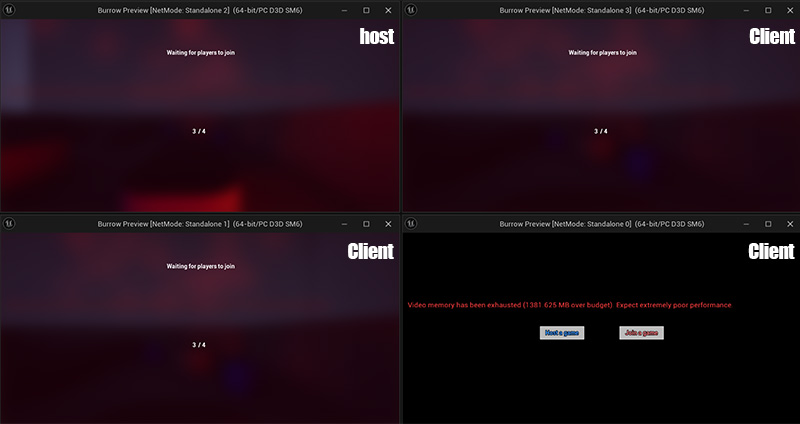 Burrow Preview [NetMode: Standalone 2] (64-bit/PC D3D SM6)
host
Waiting for players to join
3 / 4
Burrow Preview [NetMode: Standalone 3] (64-bit/PC D3D SM6)
Client
Waiting for players to join
3 / 4
Burrow Preview [NetMode: Standalone 1] (64-bit/PC D3D SM6)
Client
Waiting for players to join
3 / 4
Burrow Preview [NetMode: Standalone 0] (64-bit/PC D3D SM6)
Client
Video memory has been exhausted (1381.625 MB over budget). Expect extremely poor performance.
Host a game
Join a game